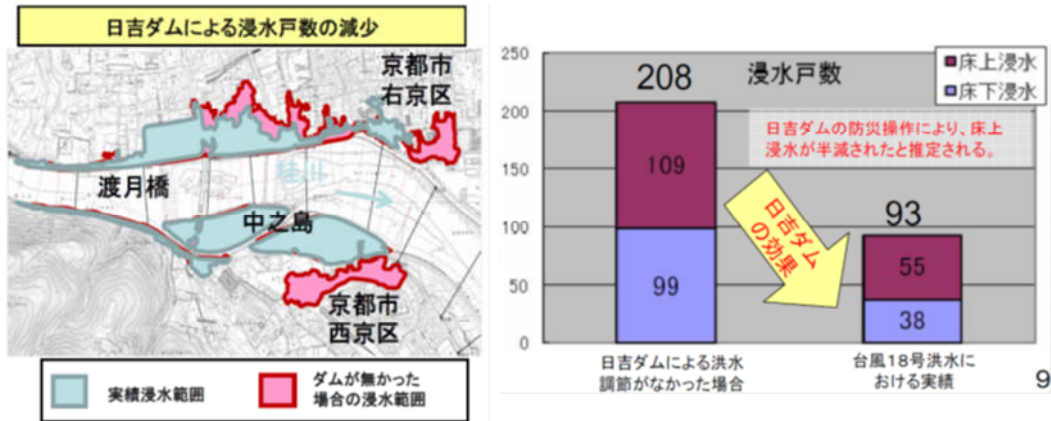 日吉ダムによる浸水戸数の減少
京都市
右京区
渡月橋
桂川
中之島
京都市
西京区
実績浸水範囲
ダムが無かった
場合の浸水範囲
浸水戸数
床上浸水
床下浸水
日吉ダムの防災操作により、床上
浸水が半減されたと推定される。
250
200
150
100
50
0
208
109
99
日吉ダム
の効果
93
55
38
日吉ダムによる洪水
調節がなかった場合
台風18号洪水に
おける実績
9